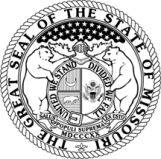 THE GREAT SEAL OF THE STATE OF MISSOURI
UNITED WE STAND DIVIDED WE FALL
SALUS POPULI SUPREMA LEX ESTO
MDCCCXX